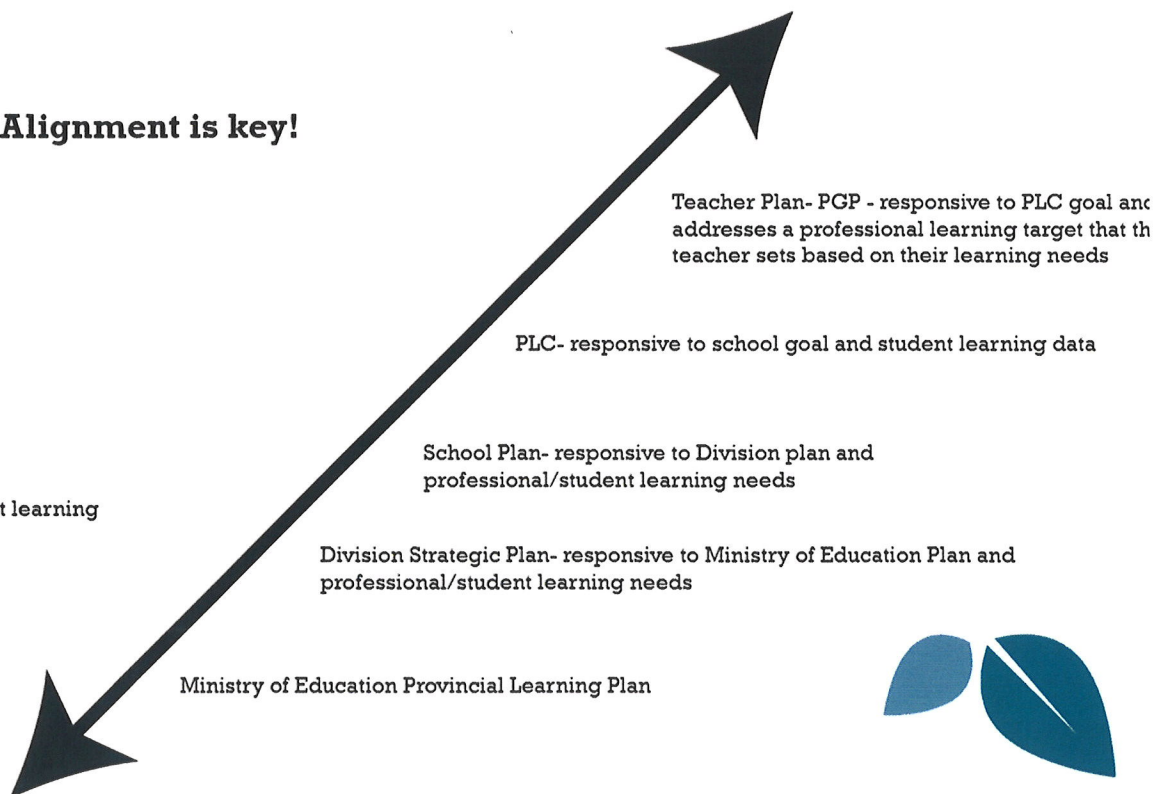 Alignment is key!
Teacher Plan- PGP - responsive to PLC goal and
addresses a professional learning target that th
teacher sets based on their learning needs
PLC- responsive to school goal and student learning data
School Plan- responsive to Division plan and
professional/student learning needs
t learning
Division Strategic Plan- responsive to Ministry of Education Plan and
professional/student learning needs
Ministry of Education Provincial Learning Plan